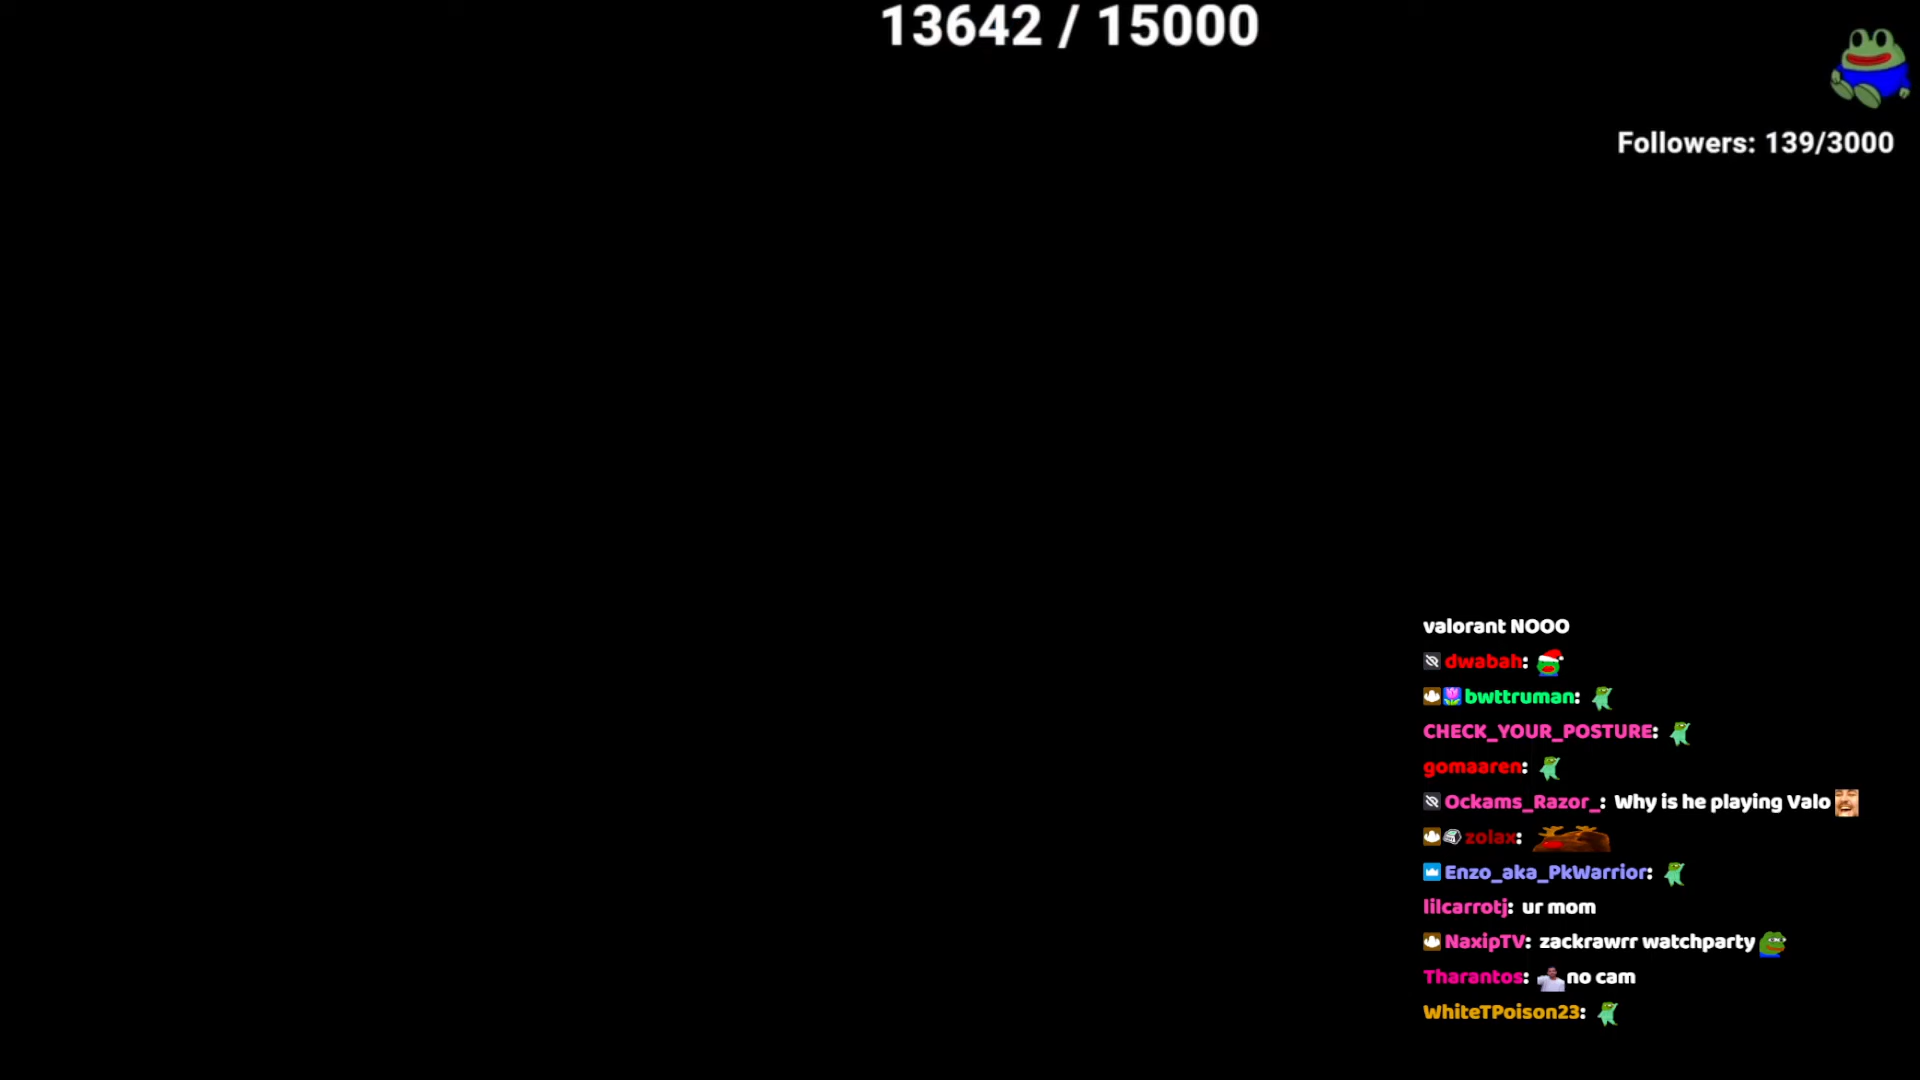 13642 / 15000
Followers: 139/3000
valorant NOOO
dwabah:
bwttruman:
CHECK_YOUR_POSTURE:
gomaaren:
Ockams_Razor_: Why is he playing Valo
zolax:
Enzo_aka_PkWarrior:
lilcarrotj: ur mom
NaxipTV: zackrawrr watchparty
Tharantos: no cam
WhiteTPoison23: